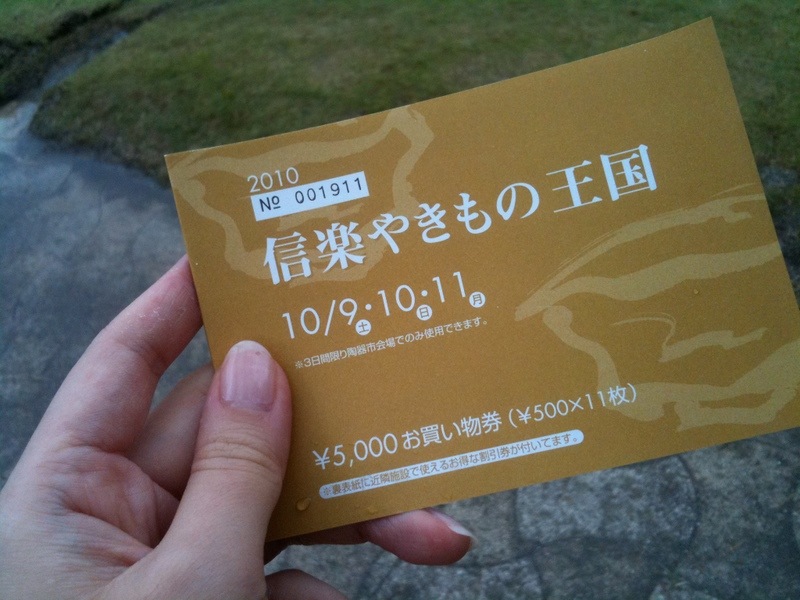 2010
№ 001911
信楽やきもの王国
10/9㊏・10㊐・11㊊
※3日間限り陶器市会場でのみ使用できます。
¥5,000お買い物券（¥500×11枚）
※裏表紙に近隣施設で使えるお得な割引券が付いてます。